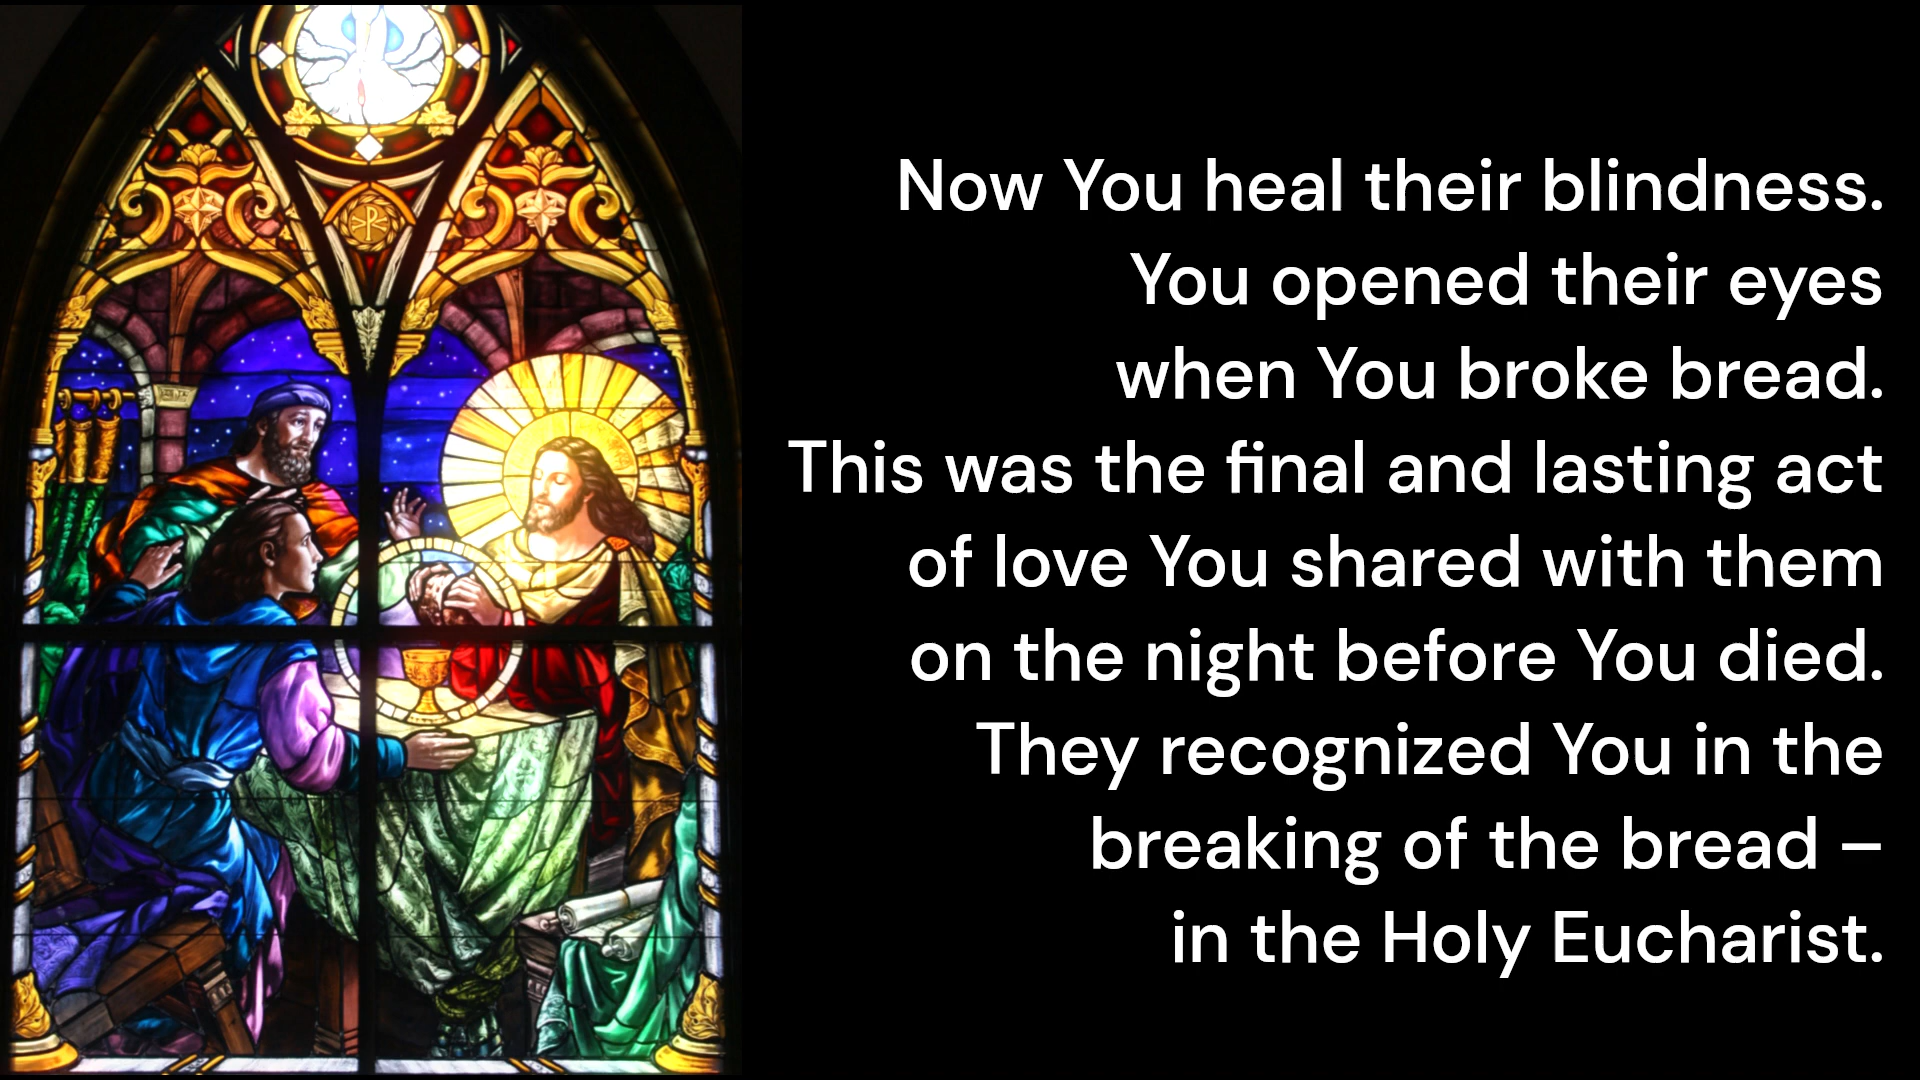 Now You heal their blindness.
You opened their eyes
when You broke bread.
This was the final and lasting act
of love You shared with them
on the night before You died.
They recognized You in the
breaking of the bread –
in the Holy Eucharist.